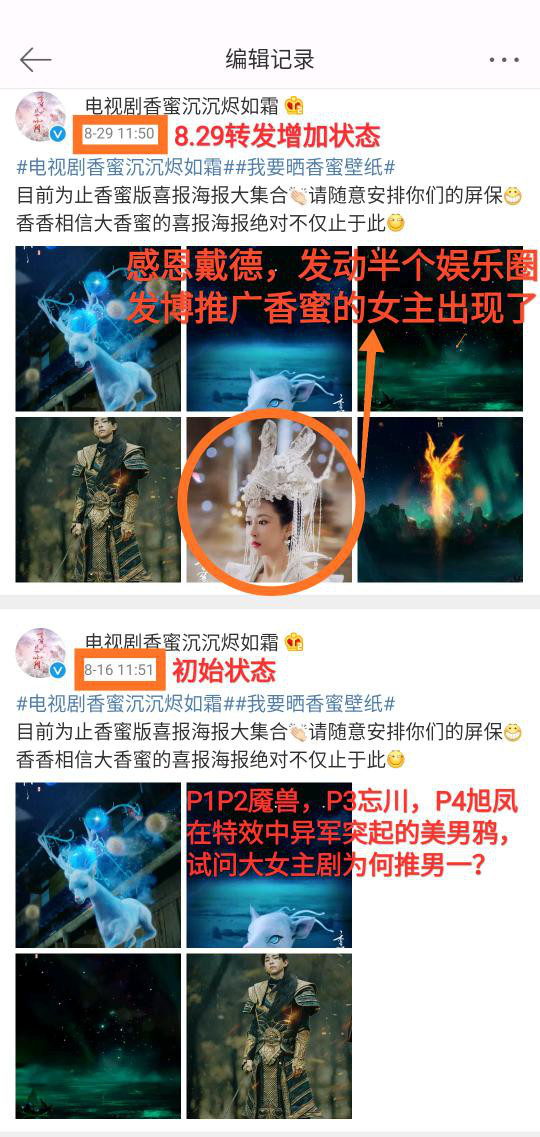 编辑记录
电视剧香蜜沉沉烬如霜
8-29 11:50
8.29转发增加状态
#电视剧香蜜沉沉烬如霜##我要晒香蜜壁纸#
目前为止香蜜版喜报海报大集合👏🏻请随意安排你们的屏保😁
香香相信大香蜜的喜报海报绝对不仅止于此😉
感恩戴德，发动半个娱乐圈
发博推广香蜜的女主出现了
电视剧香蜜沉沉烬如霜
8-16 11:51
初始状态
#电视剧香蜜沉沉烬如霜##我要晒香蜜壁纸#
目前为止香蜜版喜报海报大集合👏🏻请随意安排你们的屏保😁
香香相信大香蜜的喜报海报绝对不仅止于此😉
P1P2魇兽，P3忘川，P4旭凤
在特效中异军突起的美男鸦，
试问大女主剧为何推男一？